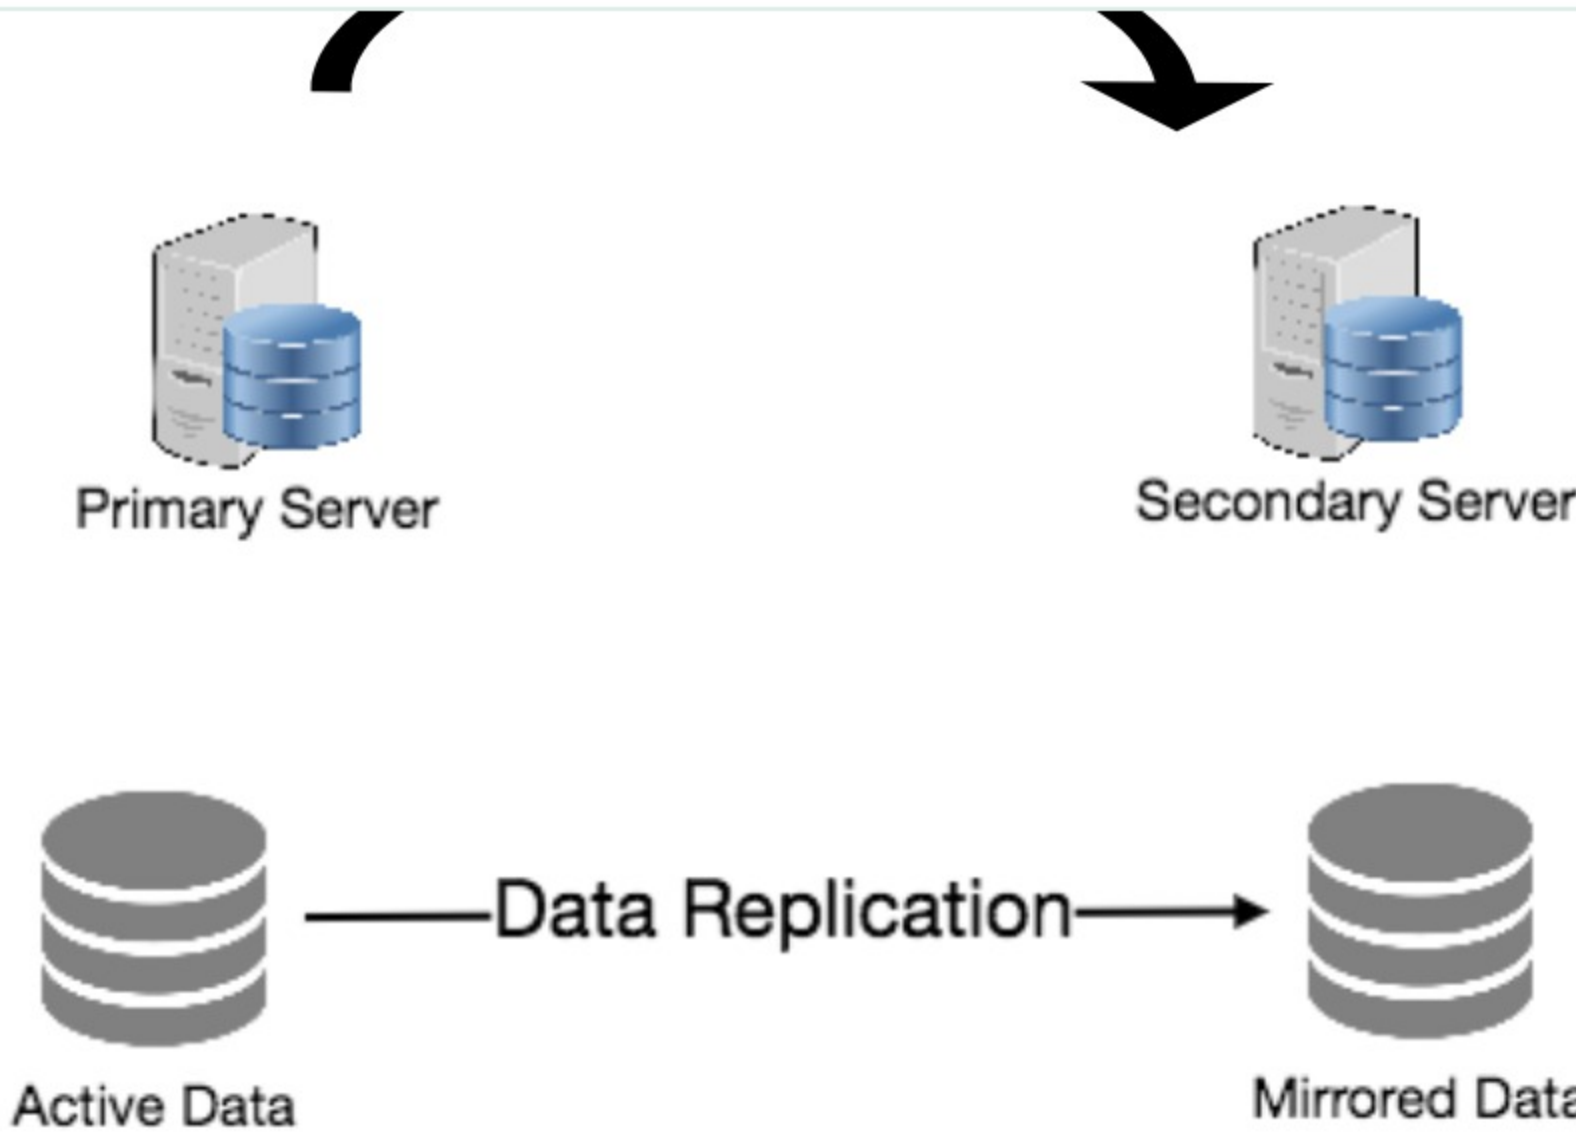 Primary Server
Secondary Server
Data Replication
Active Data
Mirrored Data